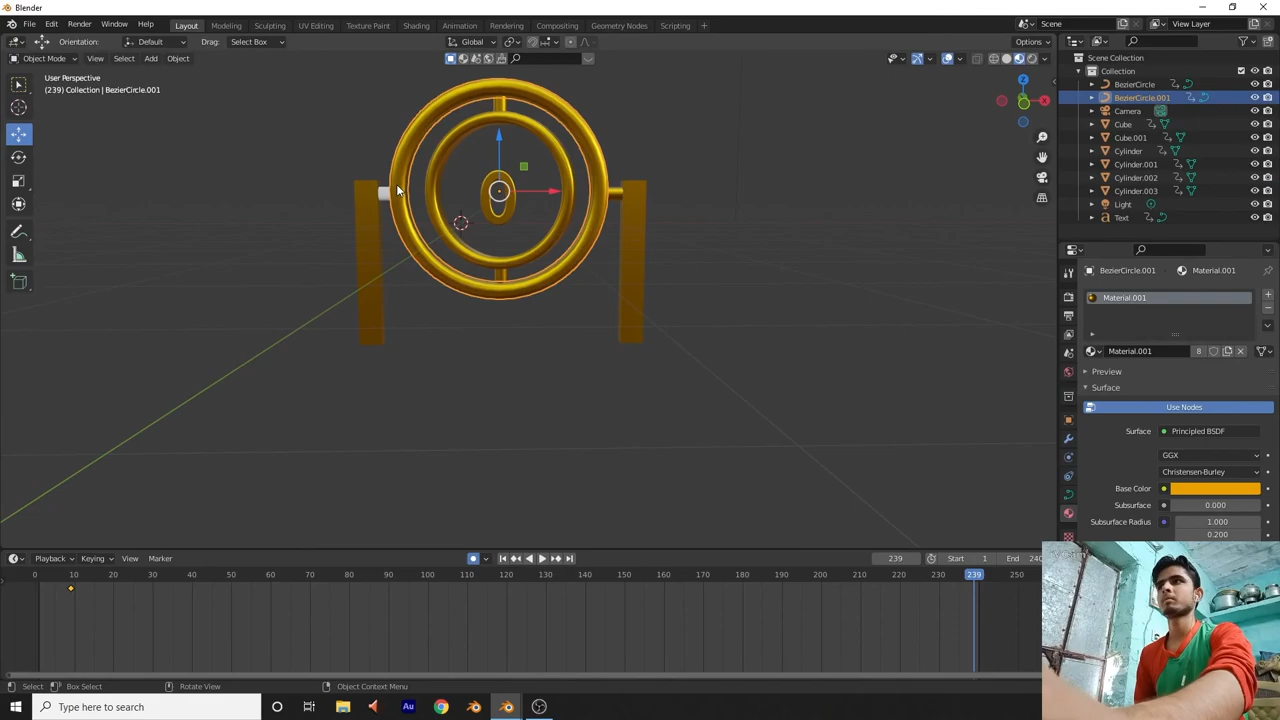 Blender
File Edit Render Window Help Layout Modeling Sculpting UV Editing Texture Paint Shading Animation Rendering Compositing Geometry Nodes Scripting + Scene View Layer
Orientation: Default Drag: Select Box Global Options
Object Mode View Select Add Object
User Perspective
(239) Collection | BezierCircle.001
X
Scene Collection
Collection
BezierCircle
BezierCircle.001
Camera
Cube
Cube.001
Cylinder
Cylinder.001
Cylinder.002
Cylinder.003
Light
Text
BezierCircle.001 Material.001
Material.001
Material.001 8
Preview
Surface
Use Nodes
Surface Principled BSDF
GGX
Christensen-Burley
Base Color
Subsurface 0.000
Subsurface Radius 1.000
0.200
Playback Keying View Marker 239 Start 1 End 240
0 10 20 30 40 50 60 70 80 90 100 110 120 130 140 150 160 170 180 190 200 210 220 230 239 250
Select Box Select Rotate View Object Context Menu
Type here to search Au